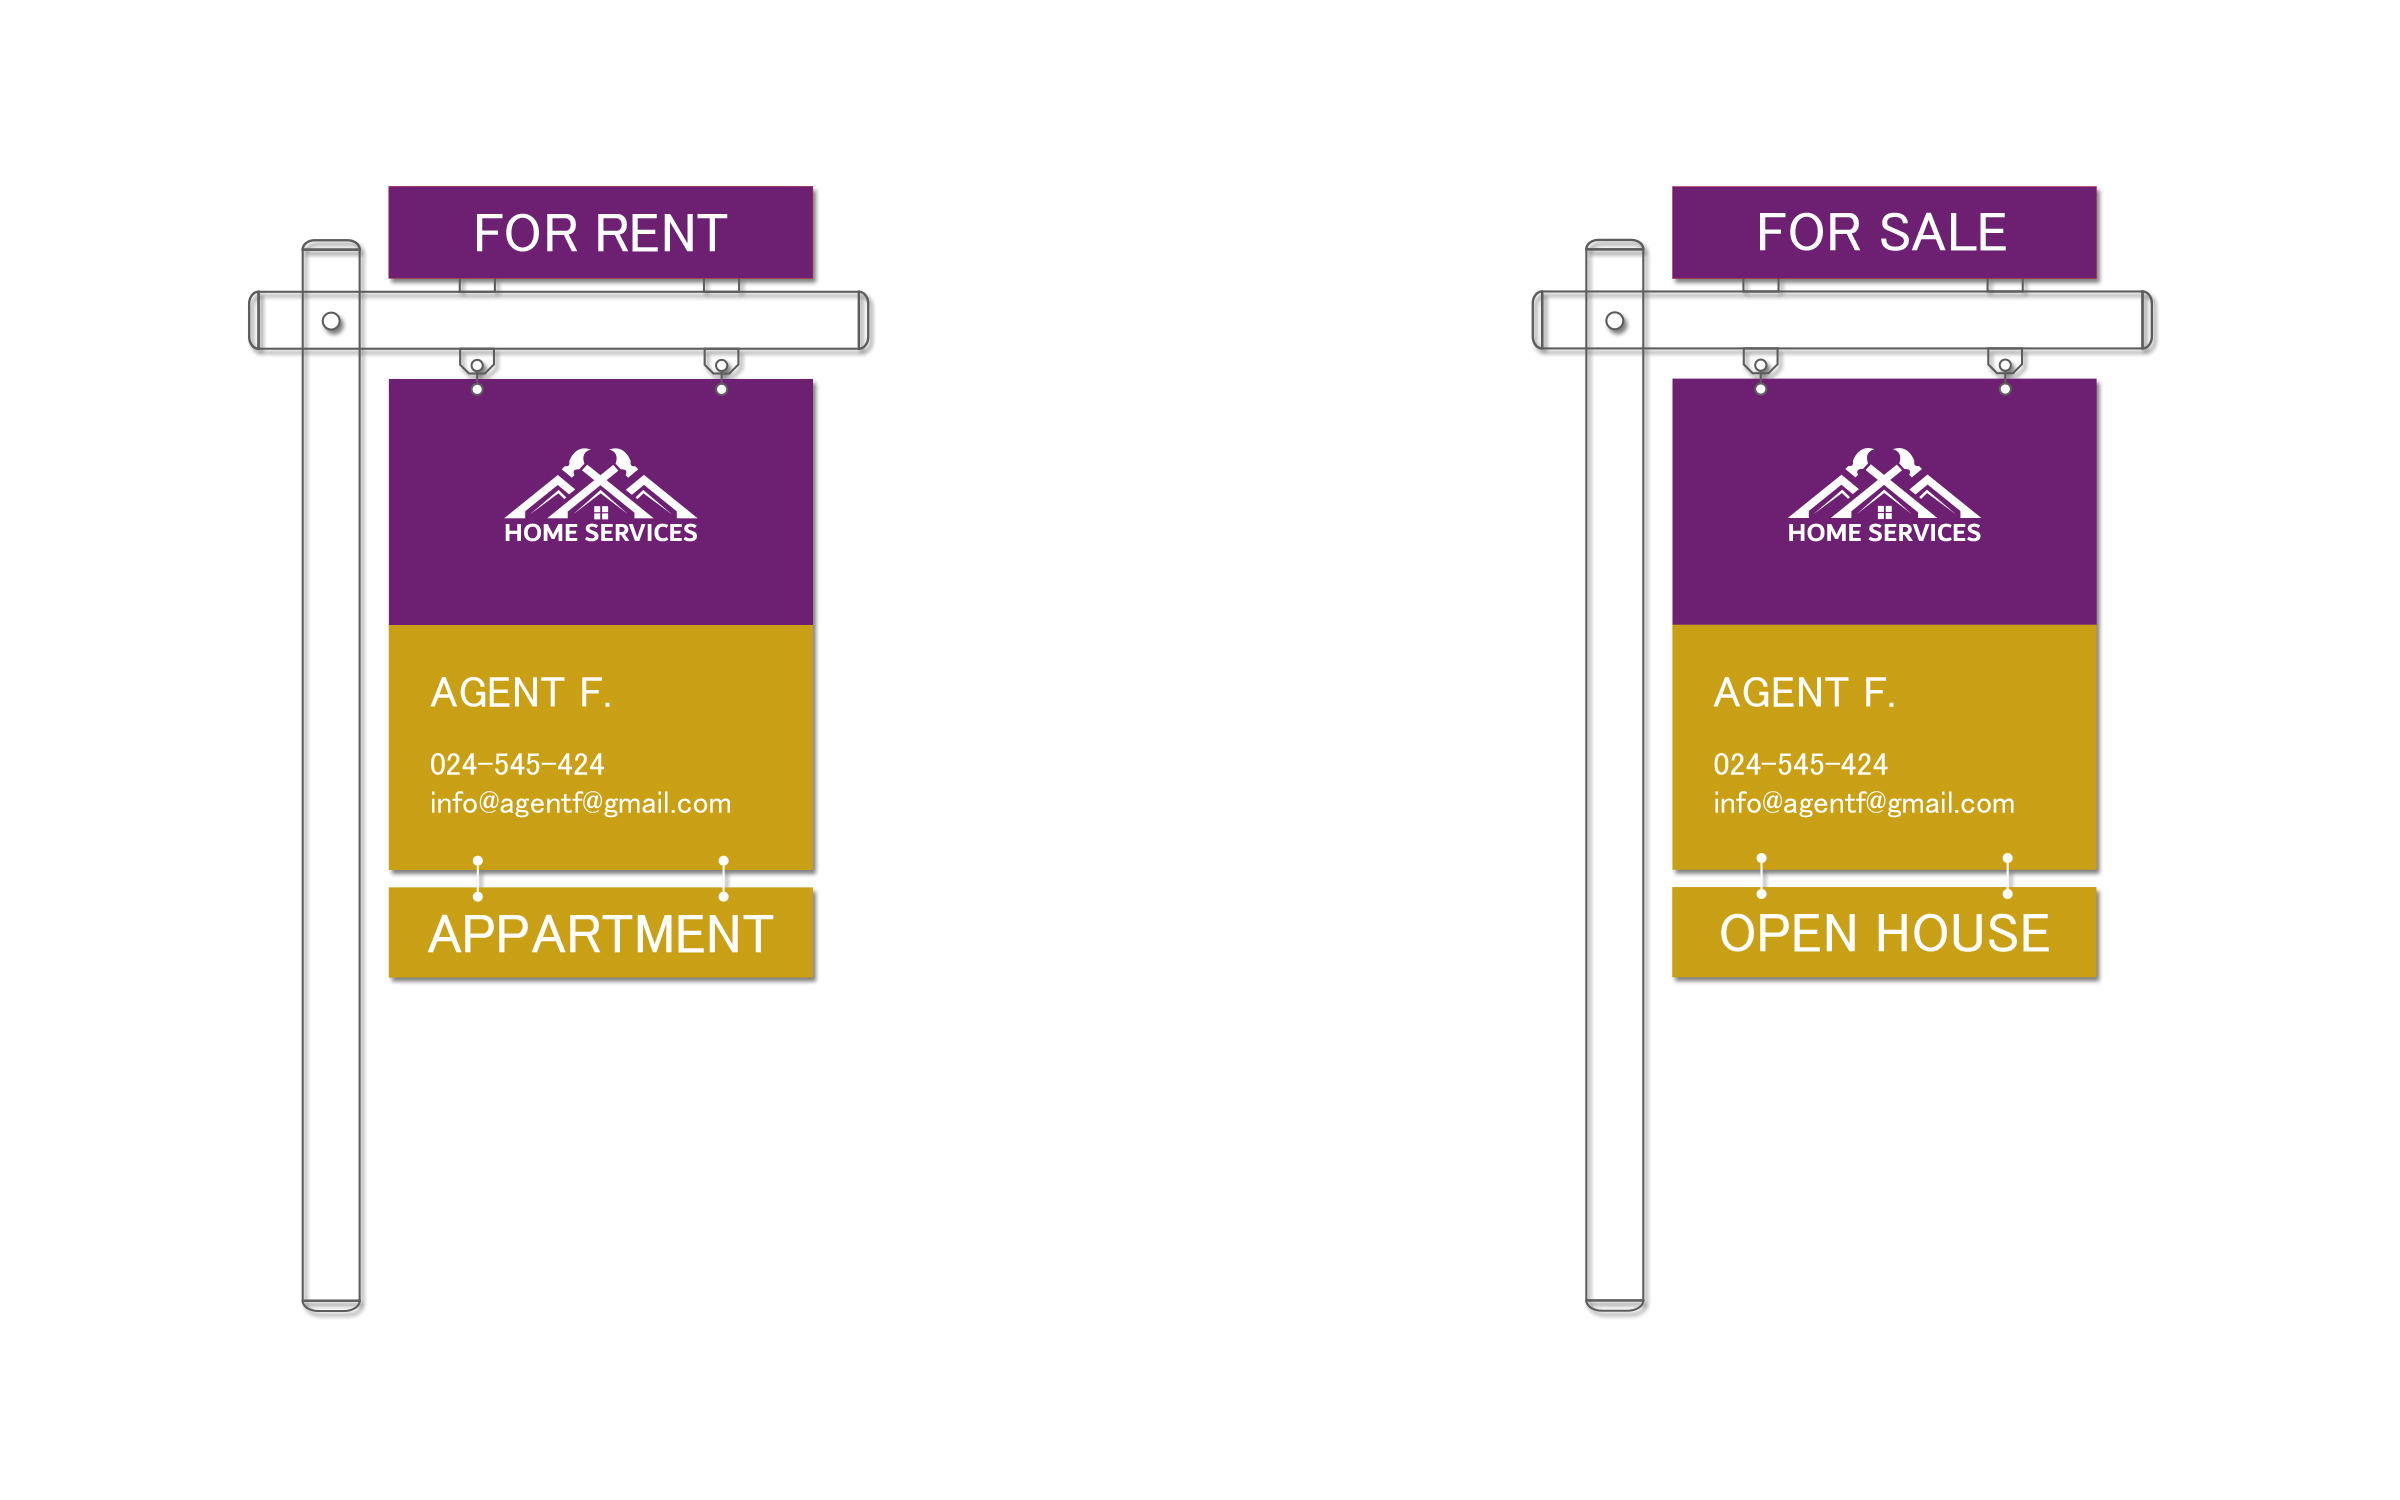 FOR RENT
HOME SERVICES
AGENT F.
024-545-424
info@agentf@gmail.com
APPARTMENT
FOR SALE
HOME SERVICES
AGENT F.
024-545-424
info@agentf@gmail.com
OPEN HOUSE